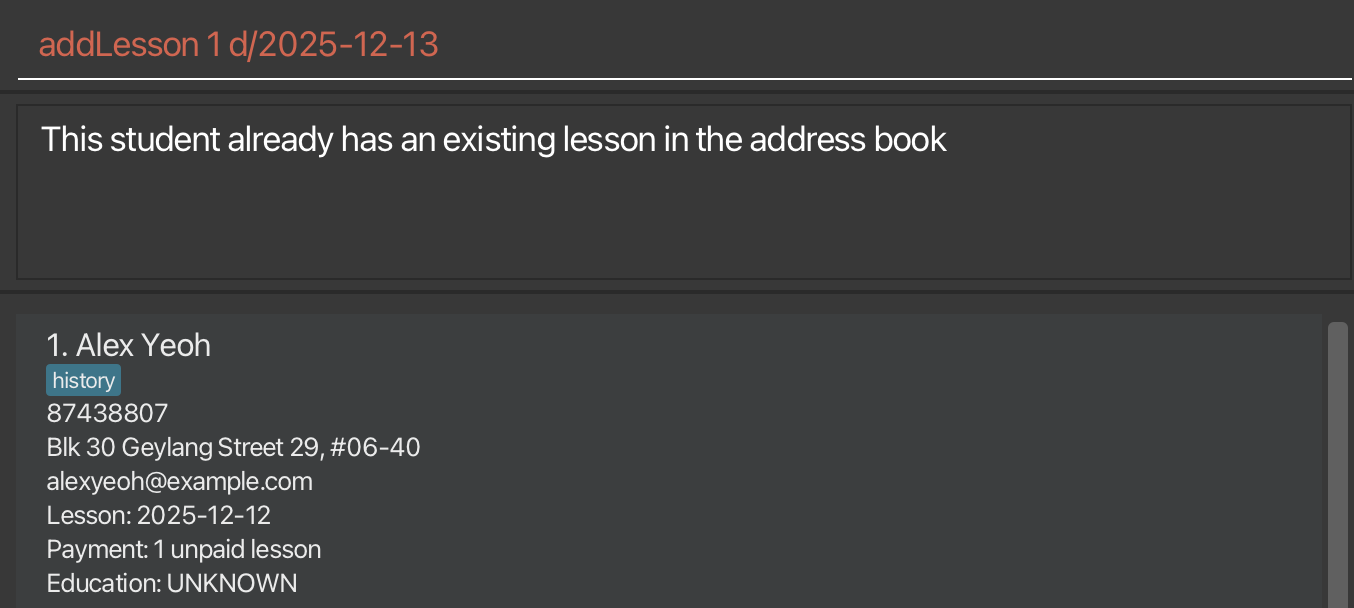 addLesson 1 d/2025-12-13
This student already has an existing lesson in the address book
1. Alex Yeoh
history
87438807
Blk 30 Geylang Street 29, #06-40
alexyeoh@example.com
Lesson: 2025-12-12
Payment: 1 unpaid lesson
Education: UNKNOWN